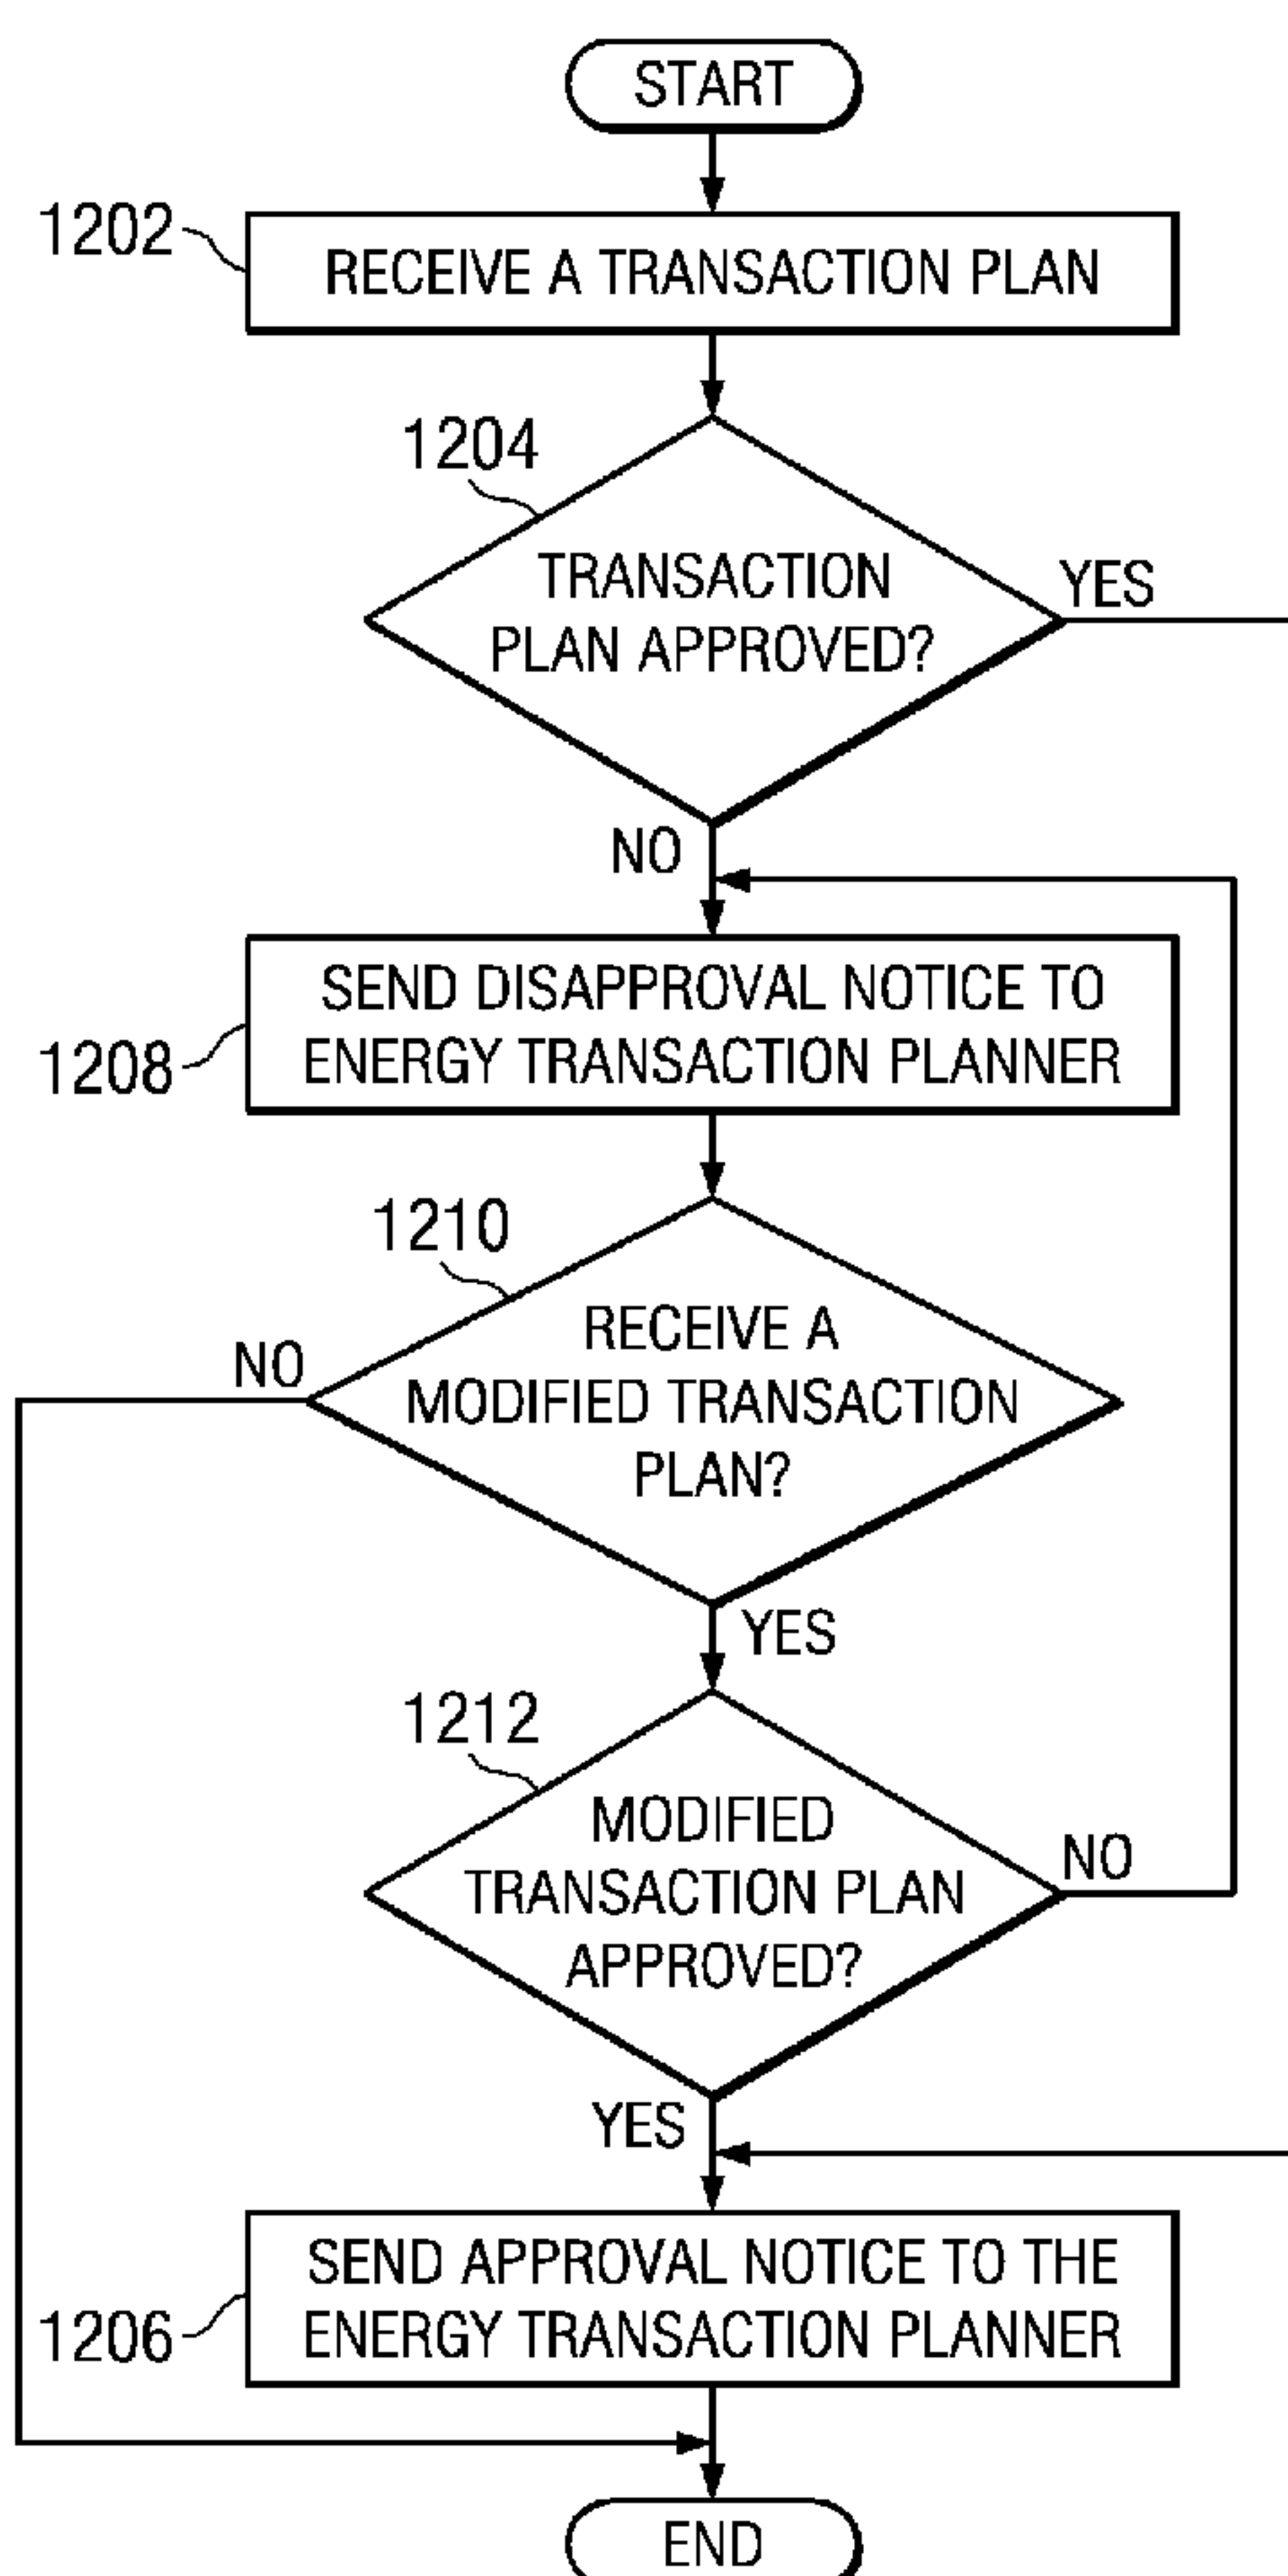 START
1202
RECEIVE A TRANSACTION PLAN
1204
TRANSACTION
PLAN APPROVED?
YES
NO
SEND DISAPPROVAL NOTICE TO
ENERGY TRANSACTION PLANNER
1208
1210
RECEIVE A
MODIFIED TRANSACTION
PLAN?
NO
YES
1212
MODIFIED
TRANSACTION PLAN
APPROVED?
NO
YES
SEND APPROVAL NOTICE TO THE
ENERGY TRANSACTION PLANNER
1206
END